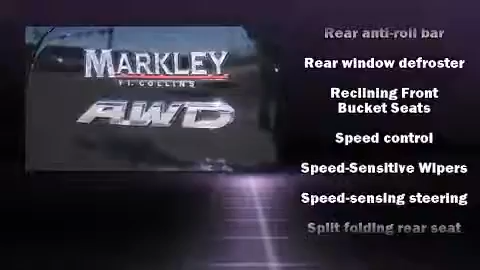 MARKLEY
FT. COLLINS
AWD
Rear anti-roll bar
Rear window defroster
Reclining Front
Bucket Seats
Speed control
Speed-Sensitive Wipers
Speed-sensing steering
Split folding rear seat